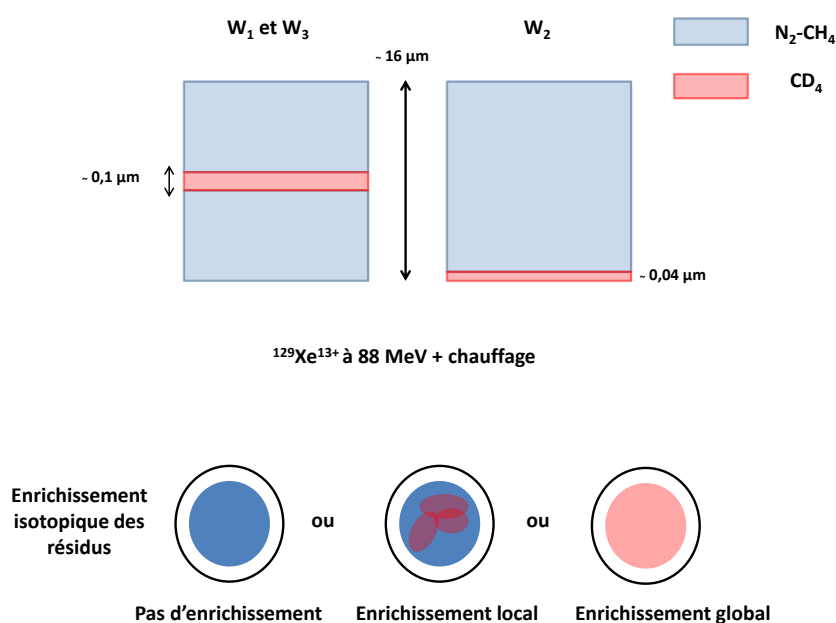 W1 et W3
W2
N2-CH4
~ 16 µm
CD4
~ 0,1 µm
~ 0,04 µm
129Xe13+ à 88 MeV + chauffage
Enrichissement
isotopique des
résidus
ou
ou
Pas d'enrichissement
Enrichissement local
Enrichissement global